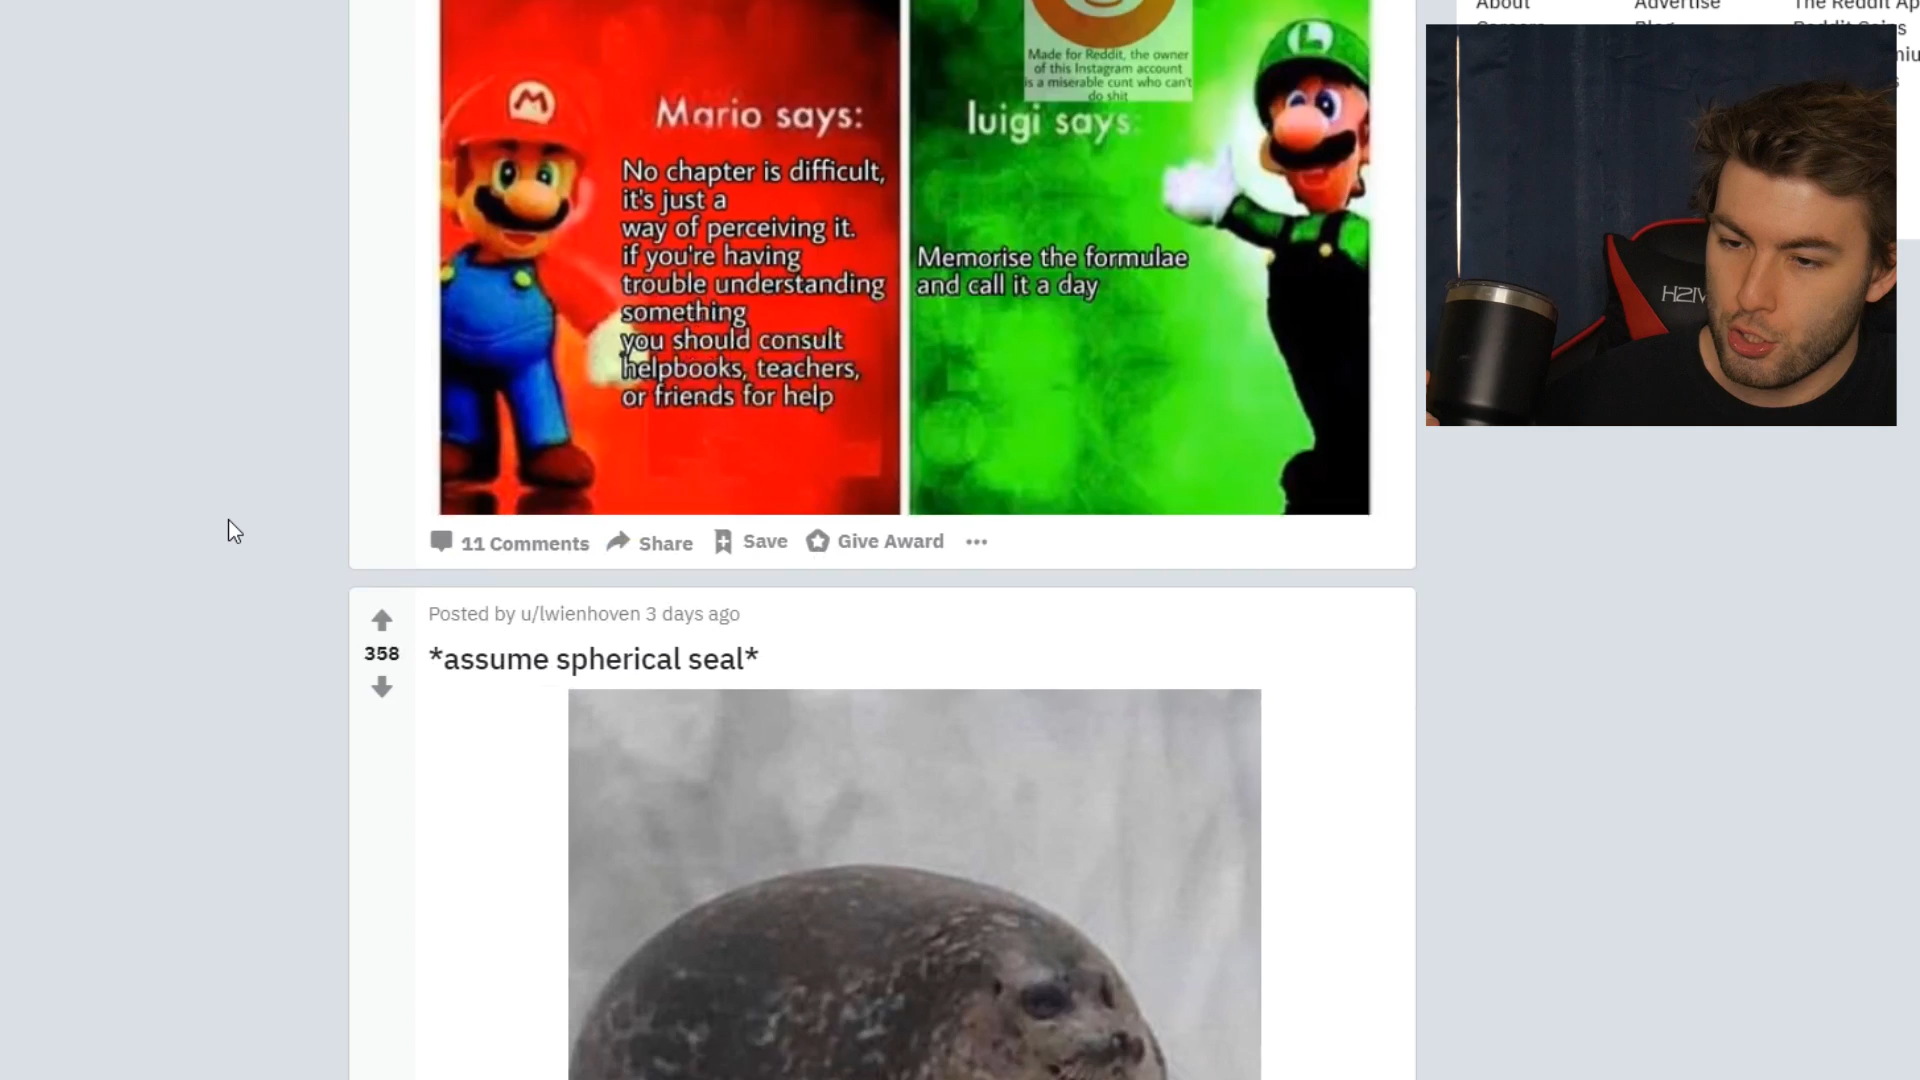 About
Advertise
The Reddit Ap
Made for Reddit, the owner
of this Instagram account
is a miserable cunt who can't
do shit
Mario says:
No chapter is difficult,
it's just a
way of perceiving it.
if you're having
trouble understanding
something
you should consult
helpbooks, teachers,
or friends for help
luigi says:
Memorise the formulae
and call it a day
11 Comments
Share
Save
Give Award
Posted by u/lwienhoven 3 days ago
358
*assume spherical seal*